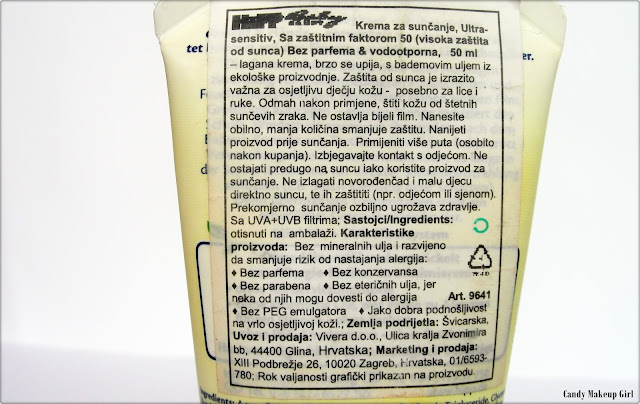 Baby Krema za sunčanje, Ultra-
sensitiv, Sa zaštitnim faktorom 50 (visoka zaštita
od sunca) Bez parfema & vodootporna, 50 ml
– lagana krema, brzo se upija, s bademovim uljem iz
ekološke proizvodnje. Zaštita od sunca je izrazito
važna za osjetljivu dječju kožu - posebno za lice i
ruke. Odmah nakon primjene, štiti kožu od štetnih
sunčevih zraka. Ne ostavlja bijeli film. Nanesite
obilno, manja količina smanjuje zaštitu. Nanijeti
proizvod prije sunčanja. Primijeniti više puta (osobito
nakon kupanja). Izbjegavajte kontakt s odjećom. Ne
ostajati predugo na suncu iako koristite proizvod za
sunčanje. Ne izlagati novorođenčad i malu djecu
direktno suncu, te ih zaštititi (npr. odjećom ili sjenom).
Prekomjerno sunčanje ozbiljno ugrožava zdravlje.
Sa UVA+UVB filtrima; Sastojci/Ingredients:
otisnuti na ambalaži. Karakteristike
proizvoda: Bez mineralnih ulja i razvijeno
da smanjuje rizik od nastajanja alergija:
♦ Bez parfema ♦ Bez konzervansa
♦ Bez parabena ♦ Bez eteričnih ulja, jer
neka od njih mogu dovesti do alergija Art. 9641
♦ Bez PEG emulgatora ♦ Jako dobra podnošljivost
na vrlo osjetljivoj koži.; Zemlja podrijetla: Švicarska,
Uvoz i prodaja: Vivera d.o.o., Ulica kralja Zvonimira
bb, 44400 Glina, Hrvatska; Marketing i prodaja:
XIII Podbrežje 26, 10020 Zagreb, Hrvatska, 01/6593-
780; Rok valjanosti grafički prikazan na proizvodu.
Ingredients:
Candy Makeup Girl